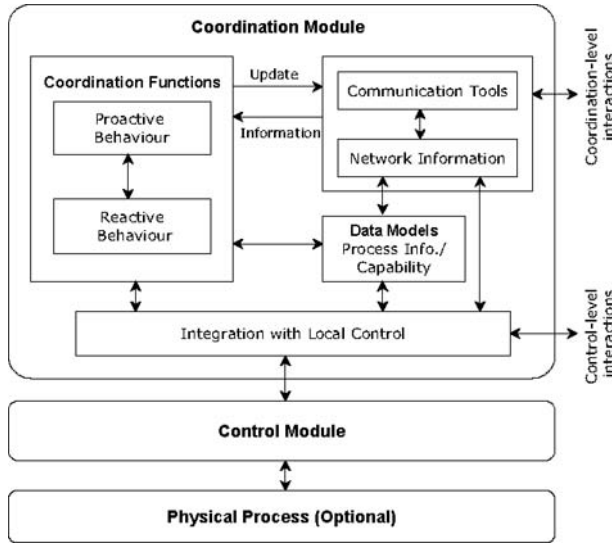 Coordination Module
Coordination Functions
Proactive
Behaviour
Reactive
Behaviour
Update
Information
Communication Tools
Network Information
Data Models
Process Info./
Capability
Integration with Local Control
Coordination-level
interactions
Control-level
interactions
Control Module
Physical Process (Optional)